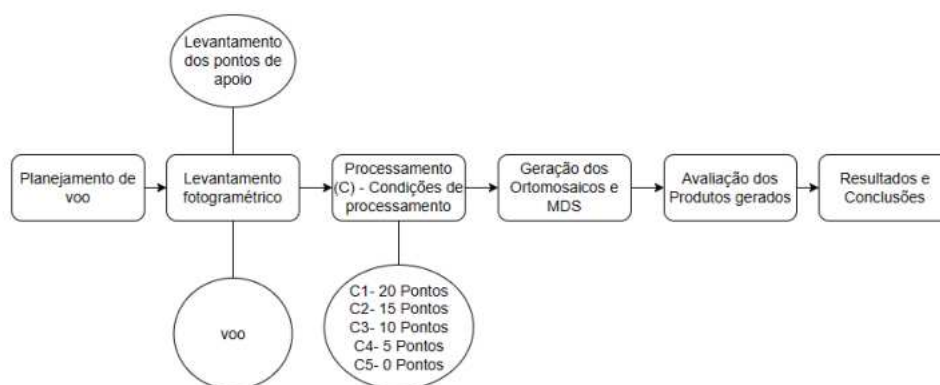 Levantamento
dos pontos de
apoio
Planejamento de
voo
Levantamento
fotogramétrico
Processamento
(C) - Condições de
processamento
Geração dos
Ortomosaicos e
MDS
Avaliação dos
Produtos gerados
Resultados e
Conclusões
voo
C1- 20 Pontos
C2- 15 Pontos
C3- 10 Pontos
C4- 5 Pontos
C5- 0 Pontos